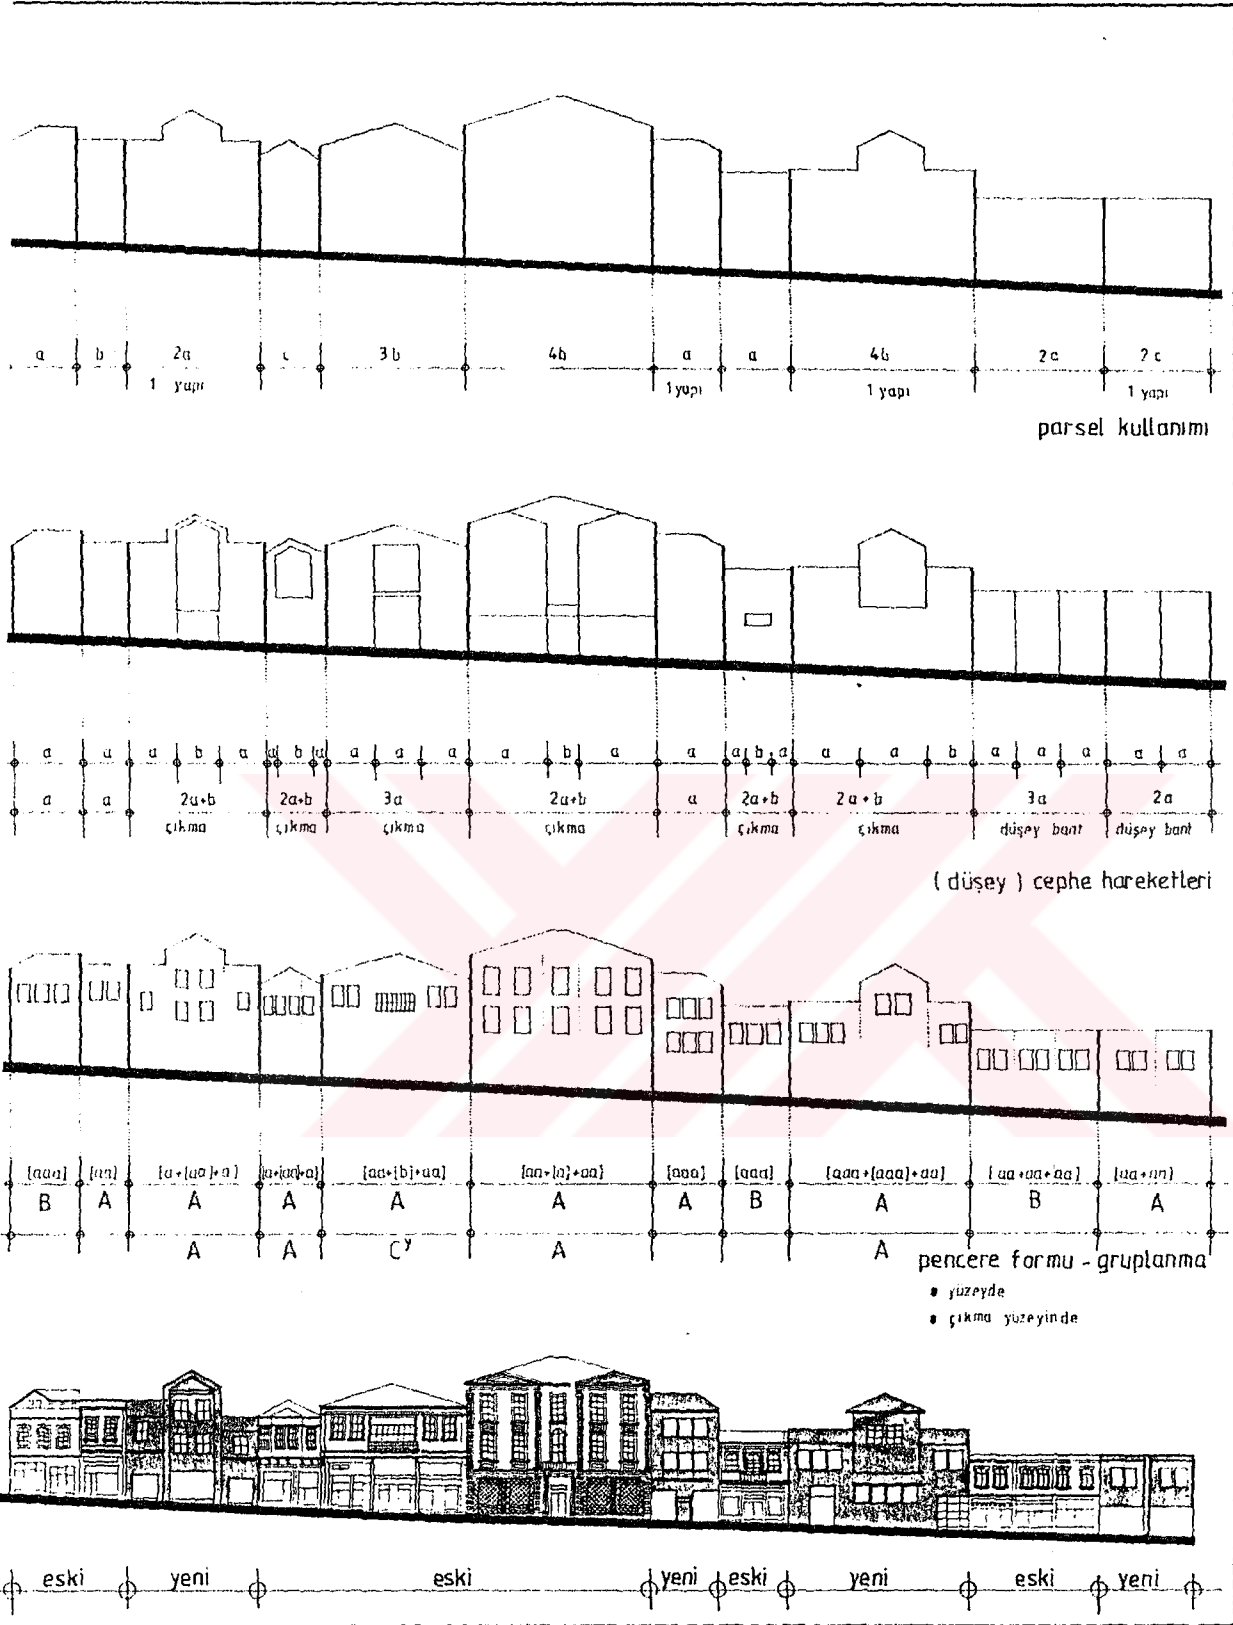 a b 2a c 3b 4b a a 4b 2c 2c
1 yapı 1 yapı 1 yapı 1 yapı
parsel kullanımı
a a a b a a b a a a a a b a a a b a a a b a a a a a
a a 2a+b 2a+b 3a 2a+b a 2a+b 2a+b 3a 2a
çıkma çıkma çıkma çıkma çıkma çıkma düşey bant düşey bant
(düşey) cephe hareketleri
[aaa] [aa] [a+[aa]+a] [a+[aa]+a] [aa+[b]+aa] [aa+[a]+aa] [aaa] [aaa] [aaa+[aaa]+aa] [aa+aa+aa] [aa+aa]
B A A A A A A B A B A
A A Cʸ A A
pencere formu - gruplanma
• yüzeyde
• çıkma yüzeyinde
eski yeni eski yeni eski yeni eski yeni